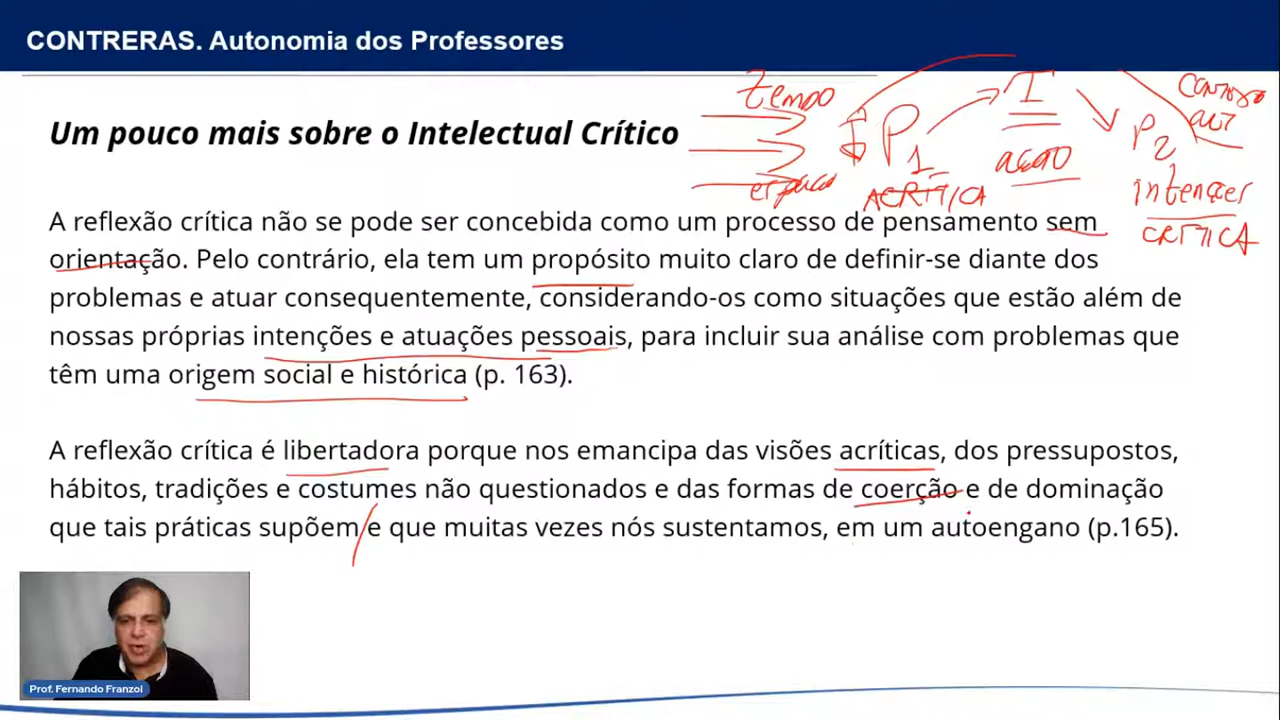 CONTRERAS. Autonomia dos Professores
tempo
T
P1
ação
P2
espaço
ACRÍTICA
intenções
CRÍTICA
Um pouco mais sobre o Intelectual Crítico
A reflexão crítica não se pode ser concebida como um processo de pensamento sem
orientação. Pelo contrário, ela tem um propósito muito claro de definir-se diante dos
problemas e atuar consequentemente, considerando-os como situações que estão além de
nossas próprias intenções e atuações pessoais, para incluir sua análise com problemas que
têm uma origem social e histórica (p. 163).
A reflexão crítica é libertadora porque nos emancipa das visões acríticas, dos pressupostos,
hábitos, tradições e costumes não questionados e das formas de coerção e de dominação
que tais práticas supõem e que muitas vezes nós sustentamos, em um autoengano (p.165).
Prof. Fernando Franzol